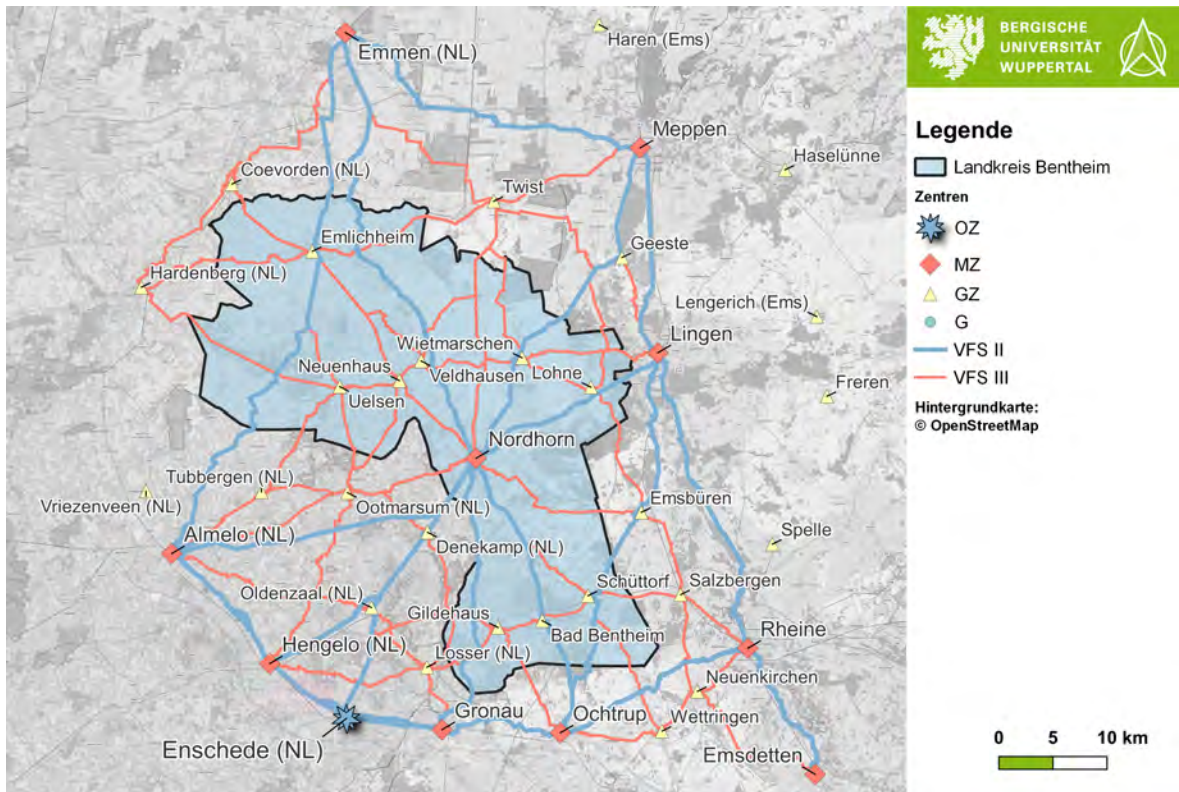 Emmen (NL)
Haren (Ems)
Meppen
Haselünne
Coevorden (NL)
Twist
Emlichheim
Geeste
Hardenberg (NL)
Lengerich (Ems)
Lingen
Wietmarschen
Neuenhaus
Veldhausen
Lohne
Freren
Uelsen
Nordhorn
Tubbergen (NL)
Vriezenveen (NL)
Ootmarsum (NL)
Emsbüren
Almelo (NL)
Denekamp (NL)
Spelle
Schüttorf
Salzbergen
Oldenzaal (NL)
Gildehaus
Bad Bentheim
Rheine
Hengelo (NL)
Losser (NL)
Neuenkirchen
Gronau
Ochtrup
Wettringen
Enschede (NL)
Emsdetten
BERGISCHE
UNIVERSITÄT
WUPPERTAL
Legende
Landkreis Bentheim
Zentren
OZ
MZ
GZ
G
VFS II
VFS III
Hintergrundkarte:
© OpenStreetMap
0 5 10 km